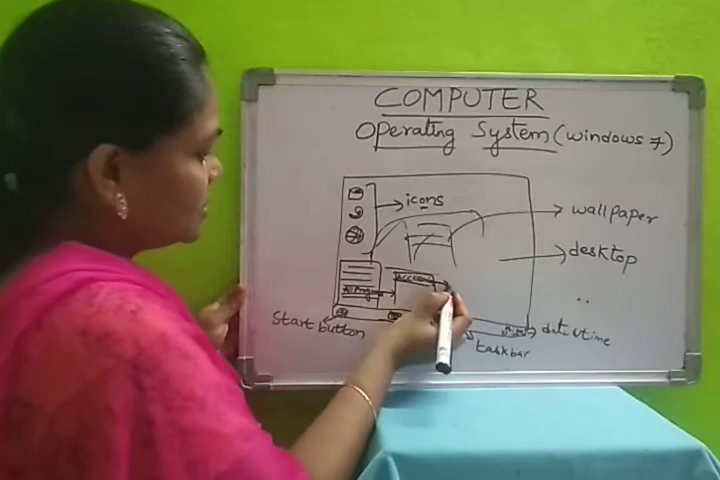 COMPUTER
Operating System (windows 7)
icons
wallpaper
desktop
Start button
date & time
taskbar